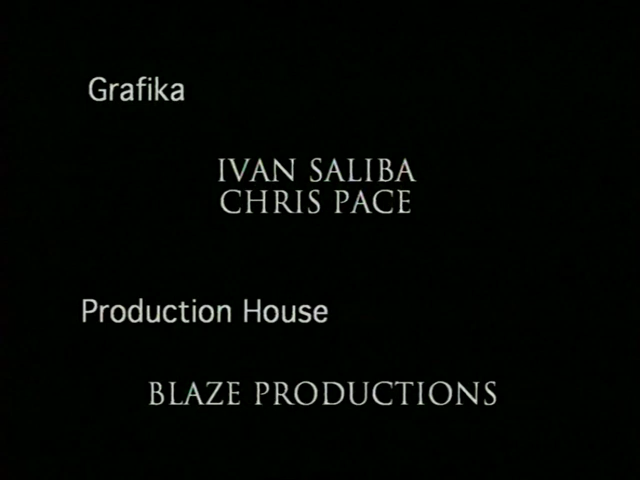 Grafika
IVAN SALIBA
CHRIS PACE
Production House
BLAZE PRODUCTIONS